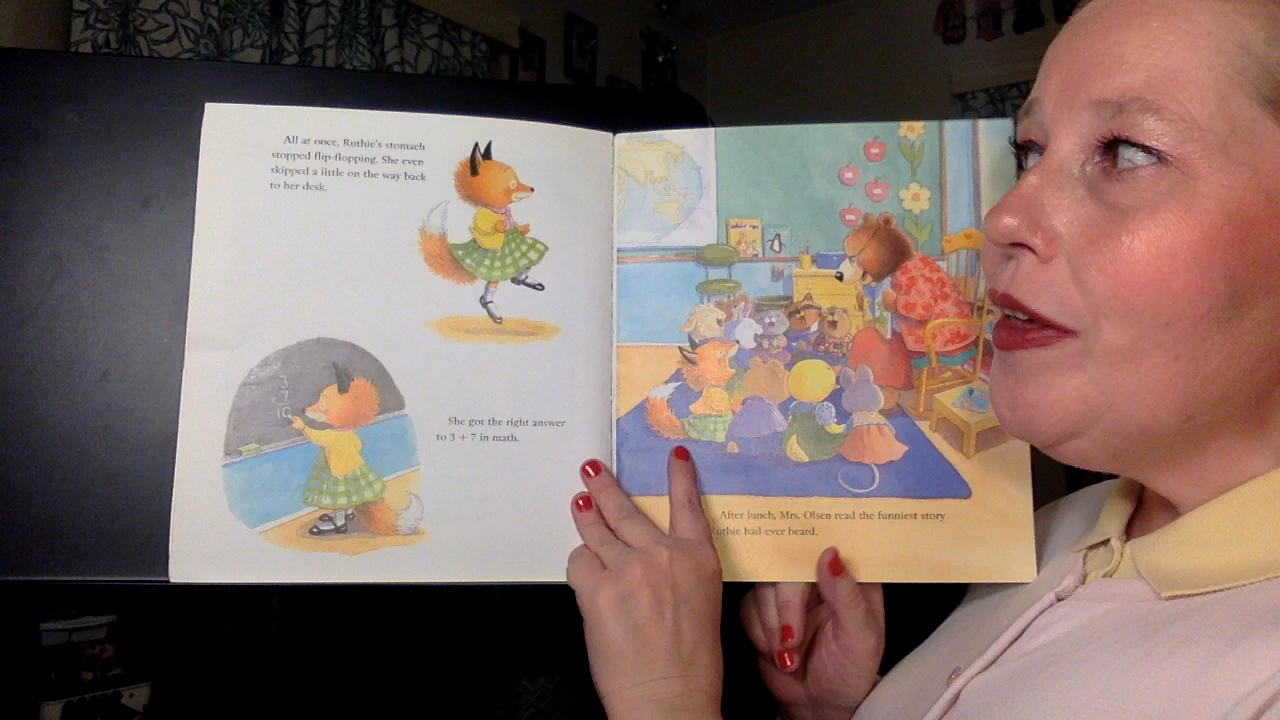 All at once, Ruthie's stomach
stopped flip-flopping. She even
skipped a little on the way back
to her desk.
3
7
10
She got the right answer
to 3 + 7 in math.
After lunch, Mrs. Olsen read the funniest story
Ruthie had ever heard.